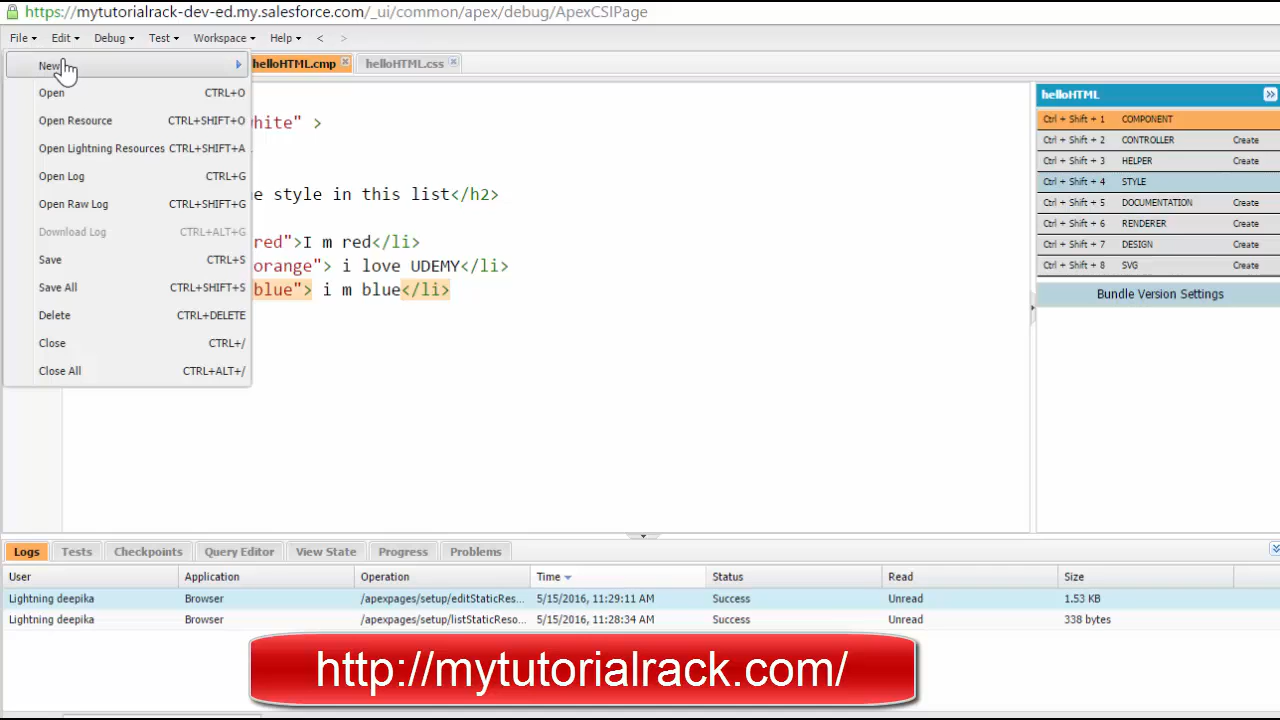 https://mytutorialrack-dev-ed.my.salesforce.com/_ui/common/apex/debug/ApexCSIPage
File Edit Debug Test Workspace Help < >
New helloHTML.cmp helloHTML.css
Open CTRL+O
Open Resource CTRL+SHIFT+O
Open Lightning Resources CTRL+SHIFT+A
Open Log CTRL+G
Open Raw Log CTRL+SHIFT+G
Download Log CTRL+ALT+G
Save CTRL+S
Save All CTRL+SHIFT+S
Delete CTRL+DELETE
Close CTRL+/
Close All CTRL+ALT+/
hite" >
e style in this list</h2>
red">I m red</li>
orange"> i love UDEMY</li>
blue"> i m blue</li>
helloHTML
Ctrl + Shift + 1 COMPONENT
Ctrl + Shift + 2 CONTROLLER Create
Ctrl + Shift + 3 HELPER Create
Ctrl + Shift + 4 STYLE
Ctrl + Shift + 5 DOCUMENTATION Create
Ctrl + Shift + 6 RENDERER Create
Ctrl + Shift + 7 DESIGN Create
Ctrl + Shift + 8 SVG Create
Bundle Version Settings
Logs Tests Checkpoints Query Editor View State Progress Problems
User Application Operation Time Status Read Size
Lightning deepika Browser /apexpages/setup/editStaticRes... 5/15/2016, 11:29:11 AM Success Unread 1.53 KB
Lightning deepika Browser /apexpages/setup/listStaticReso... 5/15/2016, 11:28:34 AM Success Unread 338 bytes
http://mytutorialrack.com/